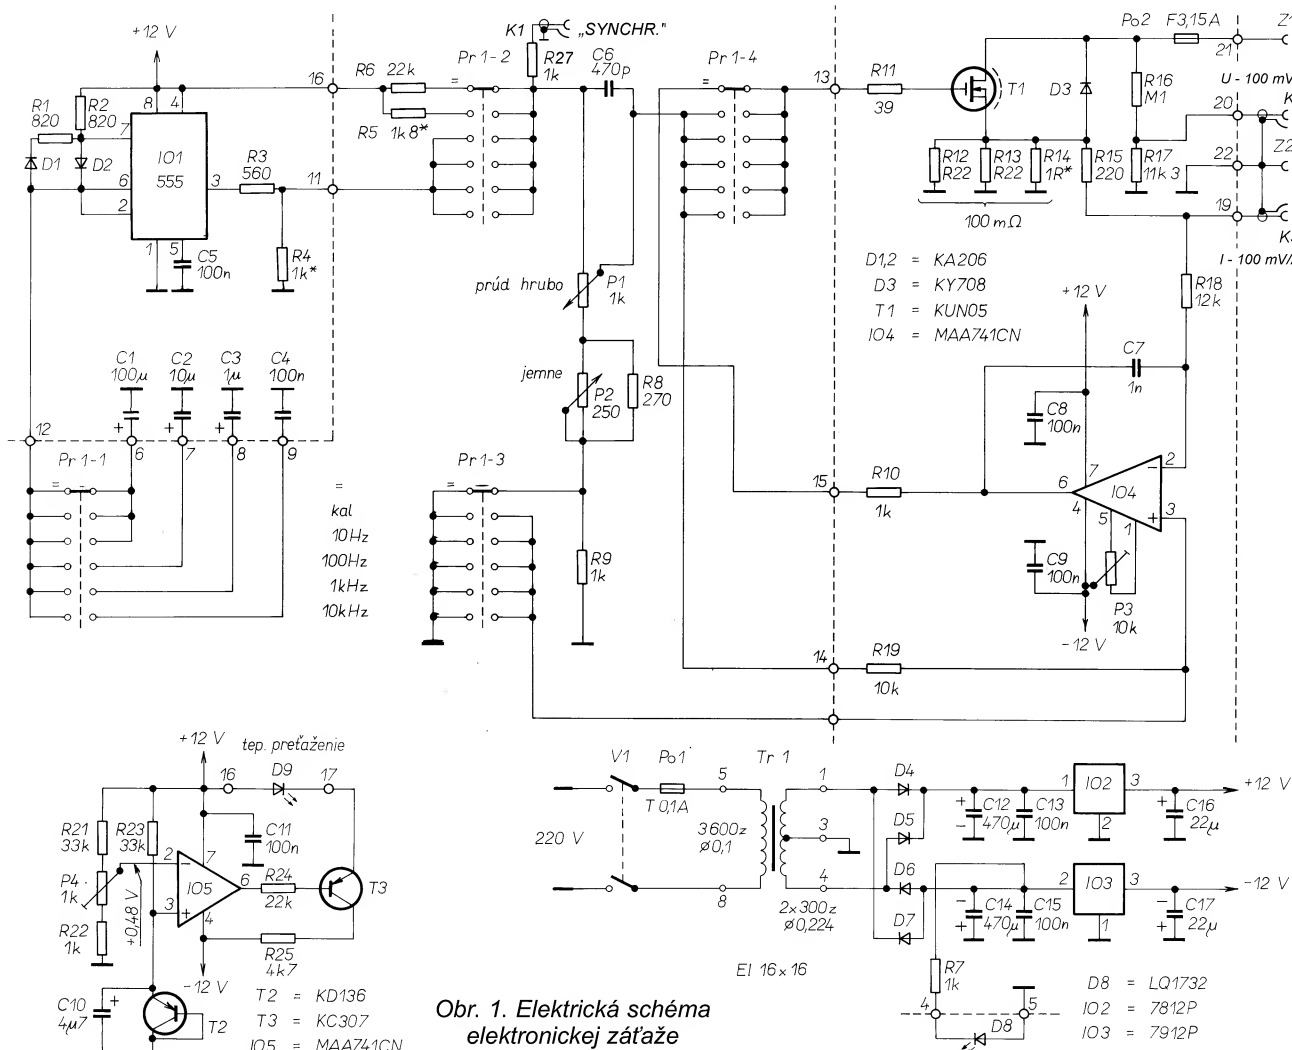 +12 V
16
R6 22k
Pr 1-2
K1
„SYNCHR."
R27
1k
C6
470p
Pr 1-4
13
R11
39
T1
D3
Po2
F3,15A
21
Z1
R16
M1
U - 100 mV
20
K
22
Z2
R1
820
R2
820
8
4
7
D1
D2
IO1
555
6
2
3
1
5
R3
560
11
R5 1k8*
R4
1k*
C5
100n
R12
R22
R13
R22
R14
1R*
R15
220
R17
11k3
100 mΩ
19
K
I - 100 mV/
D1,2 = KA206
D3 = KY708
T1 = KUN05
IO4 = MAA741CN
+12 V
R18
12k
prúd hrubo
P1
1k
jemne
P2
250
R8
270
C7
1n
C8
100n
C1
100µ
C2
10µ
C3
1µ
C4
100n
12
+
6
+
7
+
8
9
Pr 1-1
=
=
kal
10Hz
100Hz
1kHz
10kHz
Pr 1-3
=
R9
1k
15
R10
1k
6
7
4
IO4
2
3
5
1
C9
100n
P3
10k
-12 V
14
R19
10k
+12 V
tep. preťaženie
16
D9
17
R21
33k
R23
33k
C11
100n
P4
1k
2
3
7
IO5
6
4
R24
22k
T3
R22
1k
+0,48 V
R25
4k7
-12 V
C10
4µ7
+
T2
T2 = KD136
T3 = KC307
IO5 = MAA741CN
V1
Po1
T 0,1A
5
Tr 1
1
220 V
3600z
ø0,1
3
8
4
2x300z
ø0,224
EI 16x16
D4
D5
D6
D7
C12
470µ
C13
100n
1
IO2
3
2
C16
22µ
+12 V
C14
470µ
C15
100n
2
IO3
3
1
C17
22µ
-12 V
R7
1k
4
5
D8
D8 = LQ1732
IO2 = 7812P
IO3 = 7912P
Obr. 1. Elektrická schéma
elektronickej záťaže